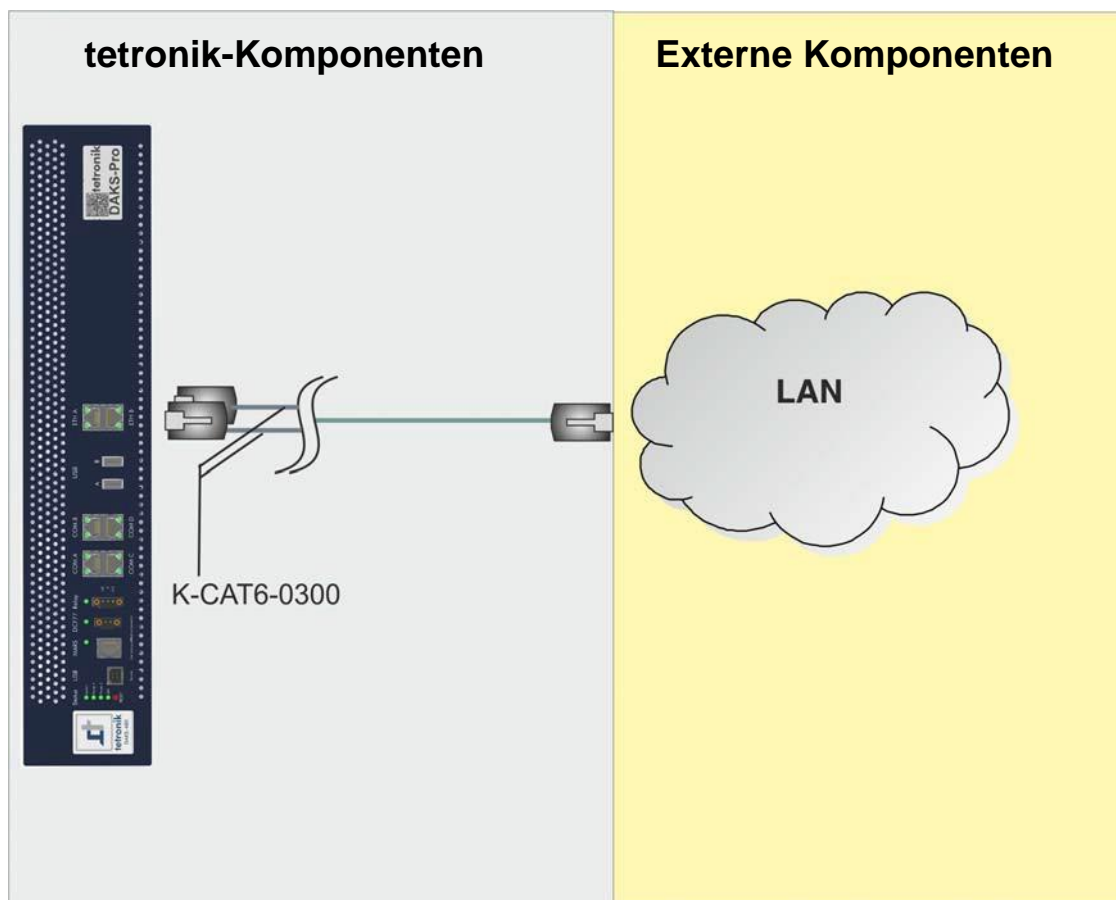 tetronik-Komponenten
Externe Komponenten
tetronik
DAKS-Pro
ETH A
ETH B
USB
B
A
COM B
COM D
COM A
COM C
Relay
DCF77
NARS
USB
Status
tetronik
K-CAT6-0300
LAN